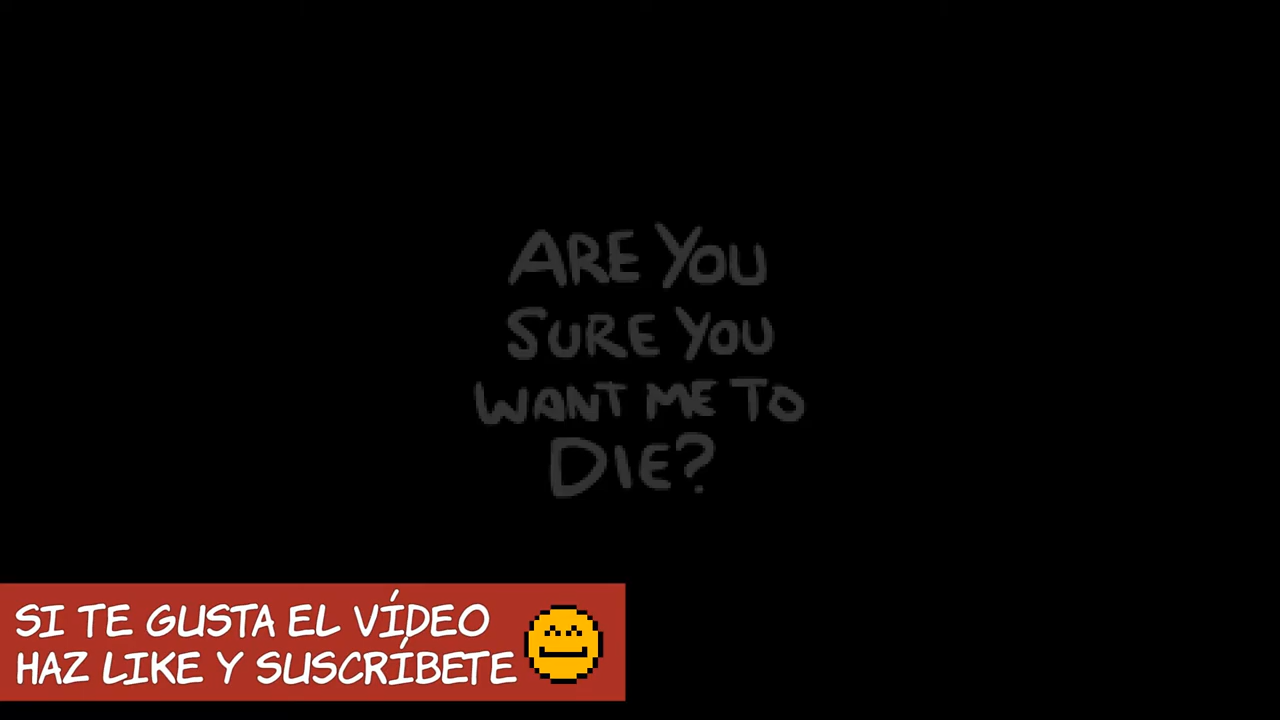 ARE YOU
SURE YOU
WANT ME TO
DIE?
SI TE GUSTA EL VÍDEO
HAZ LIKE Y SUSCRÍBETE